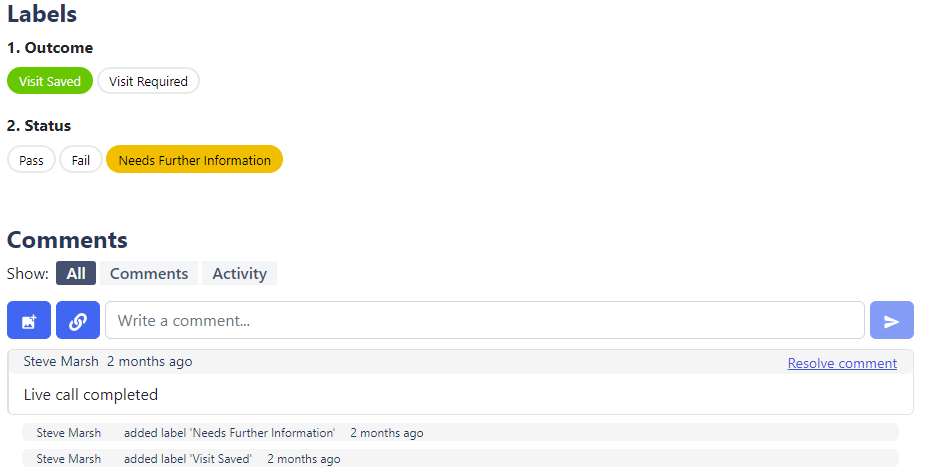 Labels
1. Outcome
Visit Saved Visit Required
2. Status
Pass Fail Needs Further Information
Comments
Show: All Comments Activity
Write a comment...
Steve Marsh 2 months ago Resolve comment
Live call completed
Steve Marsh added label 'Needs Further Information' 2 months ago
Steve Marsh added label 'Visit Saved' 2 months ago